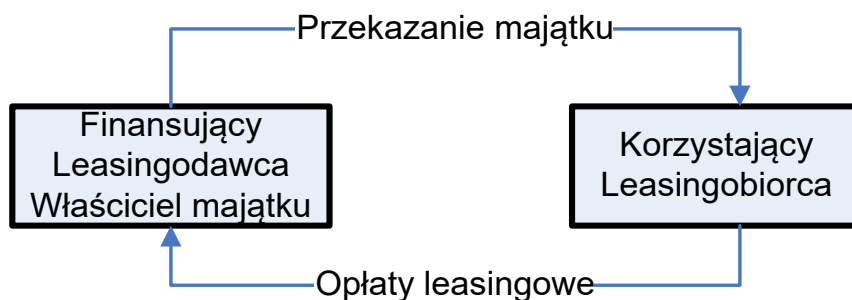 Przekazanie majątku
Finansujący
Leasingodawca
Właściciel majątku
Korzystający
Leasingobiorca
Opłaty leasingowe